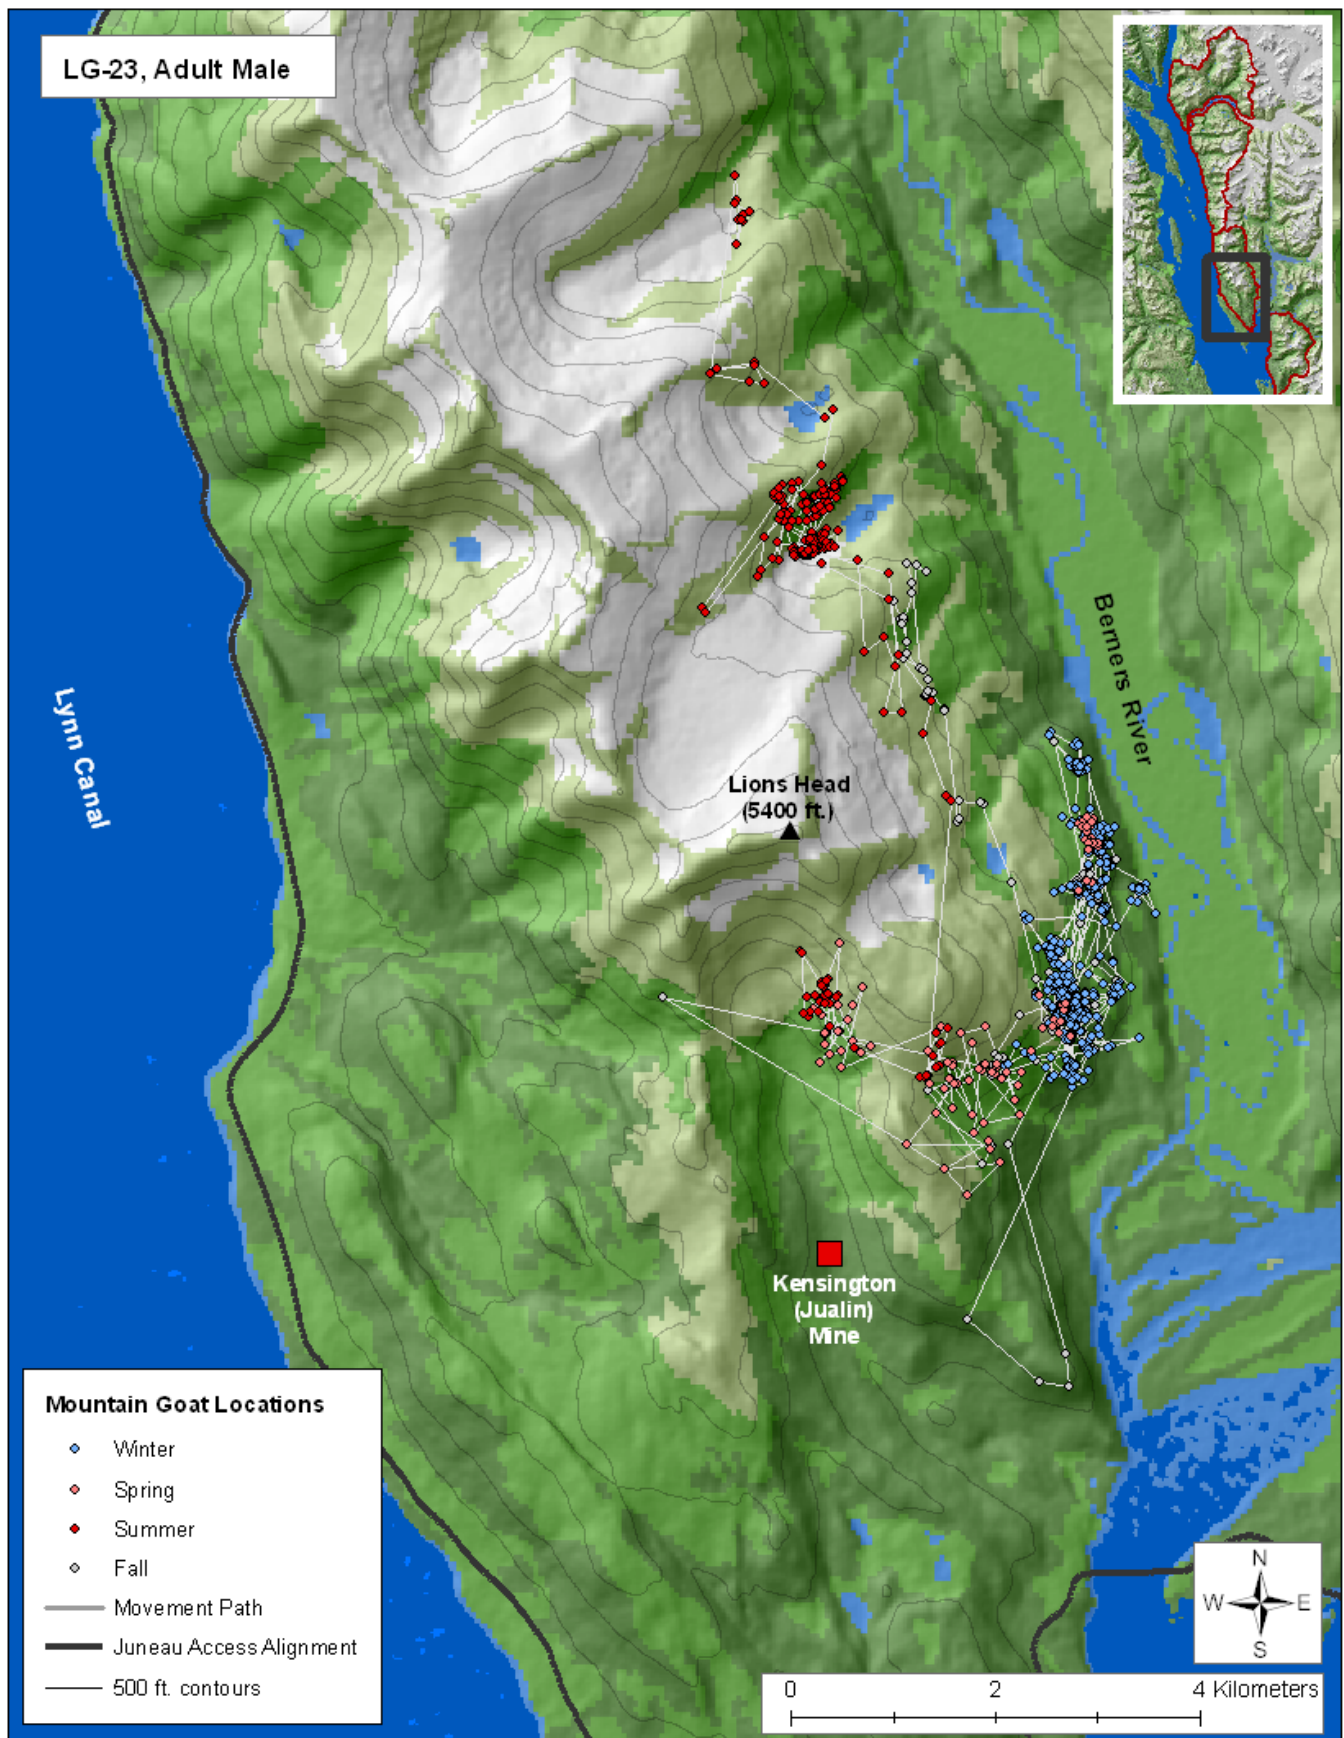 LG-23, Adult Male
Berners River
Lynn Canal
Lions Head
(5400 ft.)
Kensington
(Jualin)
Mine
Mountain Goat Locations
Winter
Spring
Summer
Fall
Movement Path
Juneau Access Alignment
500 ft. contours
N
W E
S
0 2 4 Kilometers